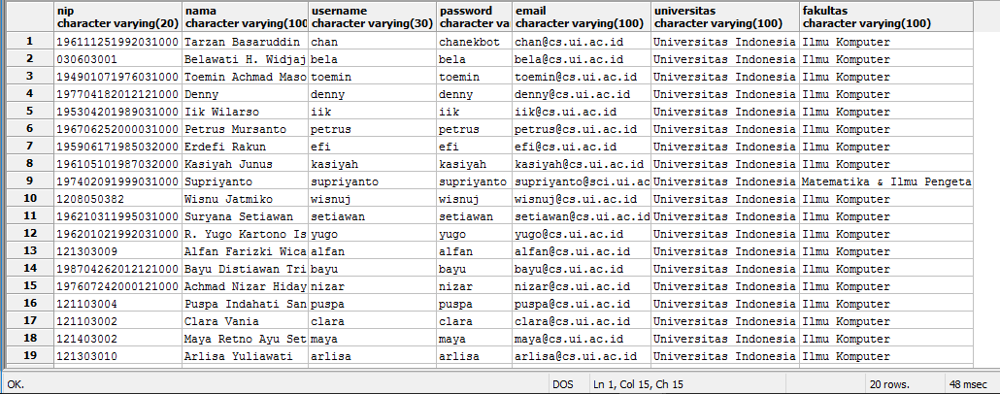 nip nama username password email universitas fakultas
character varying(20) character varying(100 character varying(30) character va character varying(100) character varying(100) character varying(100)
1 196111251992031000 Tarzan Basaruddin chan chanekbot chan@cs.ui.ac.id Universitas Indonesia Ilmu Komputer
2 030603001 Belawati H. Widjaj bela bela bela@cs.ui.ac.id Universitas Indonesia Ilmu Komputer
3 194901071976031000 Toemin Achmad Maso toemin toemin toemin@cs.ui.ac.id Universitas Indonesia Ilmu Komputer
4 197704182012121000 Denny denny denny denny@cs.ui.ac.id Universitas Indonesia Ilmu Komputer
5 195304201989031000 Iik Wilarso iik iik iik@cs.ui.ac.id Universitas Indonesia Ilmu Komputer
6 196706252000031000 Petrus Mursanto petrus petrus petrus@cs.ui.ac.id Universitas Indonesia Ilmu Komputer
7 195906171985032000 Erdefi Rakun efi efi efi@cs.ui.ac.id Universitas Indonesia Ilmu Komputer
8 196105101987032000 Kasiyah Junus kasiyah kasiyah kasiyah@cs.ui.ac.id Universitas Indonesia Ilmu Komputer
9 197402091999031000 Supriyanto supriyanto supriyanto supriyanto@sci.ui.ac Universitas Indonesia Matematika & Ilmu Pengeta
10 1208050382 Wisnu Jatmiko wisnuj wisnuj wisnuj@cs.ui.ac.id Universitas Indonesia Ilmu Komputer
11 196210311995031000 Suryana Setiawan setiawan setiawan setiawan@cs.ui.ac.id Universitas Indonesia Ilmu Komputer
12 196201021992031000 R. Yugo Kartono Is yugo yugo yugo@cs.ui.ac.id Universitas Indonesia Ilmu Komputer
13 121303009 Alfan Farizki Wica alfan alfan alfan@cs.ui.ac.id Universitas Indonesia Ilmu Komputer
14 198704262012121000 Bayu Distiawan Tri bayu bayu bayu@cs.ui.ac.id Universitas Indonesia Ilmu Komputer
15 197607242000121000 Achmad Nizar Hiday nizar nizar nizar@cs.ui.ac.id Universitas Indonesia Ilmu Komputer
16 121103004 Puspa Indahati San puspa puspa puspa@cs.ui.ac.id Universitas Indonesia Ilmu Komputer
17 121103002 Clara Vania clara clara clara@cs.ui.ac.id Universitas Indonesia Ilmu Komputer
18 121403002 Maya Retno Ayu Set maya maya maya@cs.ui.ac.id Universitas Indonesia Ilmu Komputer
19 121303010 Arlisa Yuliawati arlisa arlisa arlisa@cs.ui.ac.id Universitas Indonesia Ilmu Komputer
OK. DOS Ln 1, Col 15, Ch 15 20 rows. 48 msec